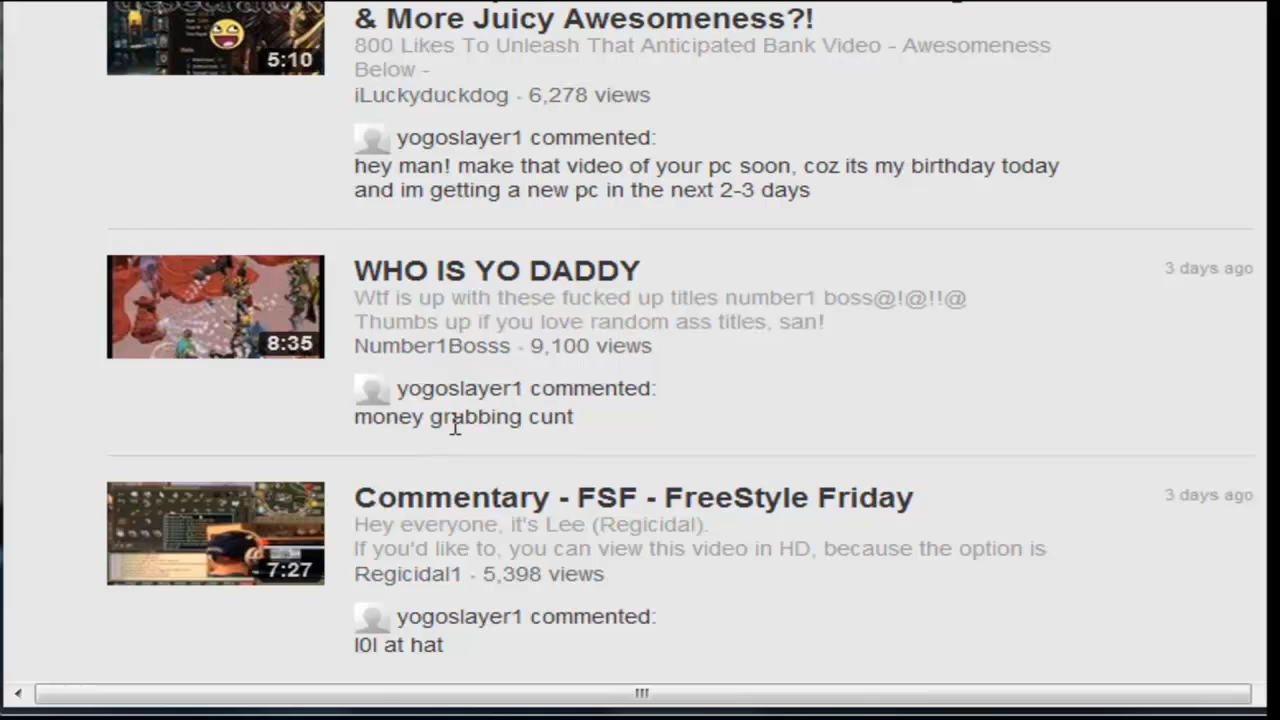 & More Juicy Awesomeness?!
800 Likes To Unleash That Anticipated Bank Video - Awesomeness
Below -
5:10
iLuckyduckdog · 6,278 views
yogoslayer1 commented:
hey man! make that video of your pc soon, coz its my birthday today
and im getting a new pc in the next 2-3 days
WHO IS YO DADDY
3 days ago
Wtf is up with these fucked up titles number1 boss@!@!!@
Thumbs up if you love random ass titles, san!
8:35
Number1Bosss · 9,100 views
yogoslayer1 commented:
money grabbing cunt
Commentary - FSF - FreeStyle Friday
3 days ago
Hey everyone, it's Lee (Regicidal).
If you'd like to, you can view this video in HD, because the option is
7:27
Regicidal1 · 5,398 views
yogoslayer1 commented:
l0l at hat